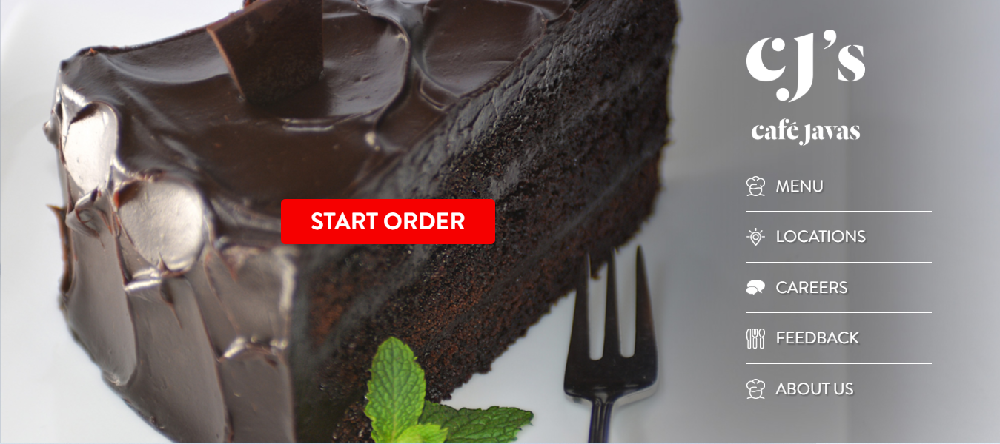 START ORDER
CJ's
café Javas
MENU
LOCATIONS
CAREERS
FEEDBACK
ABOUT US